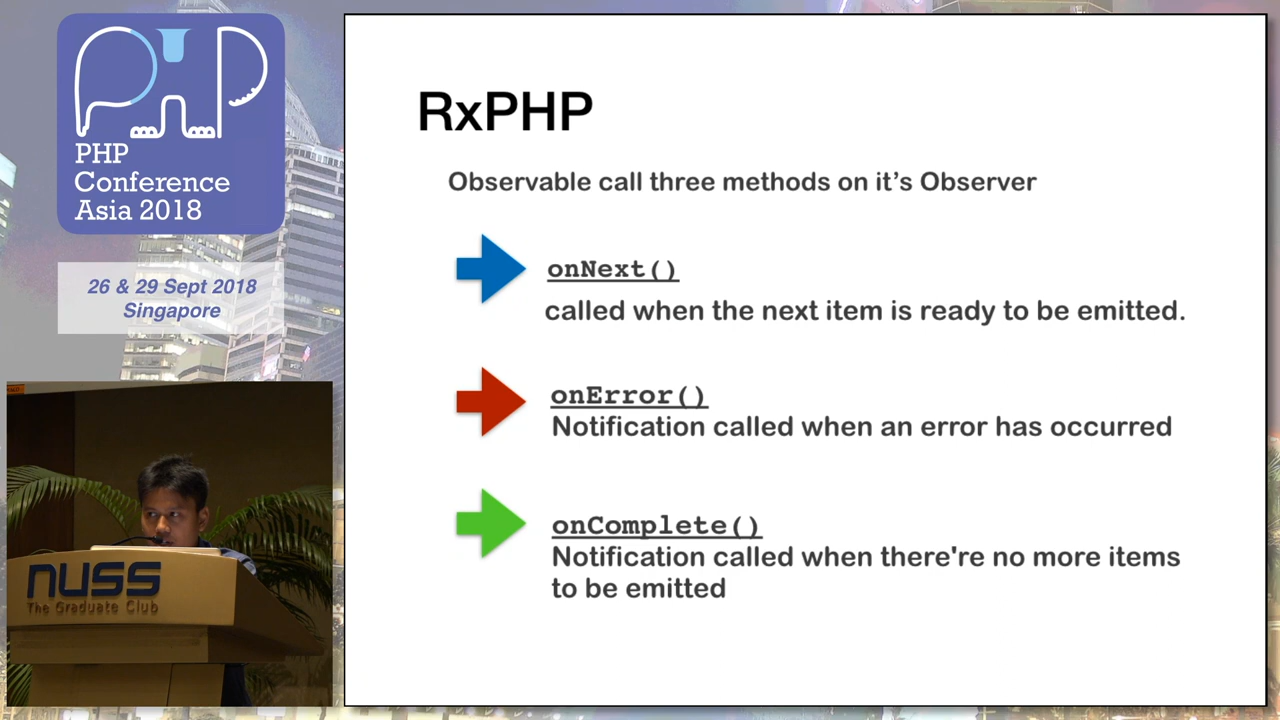 PHP
PHP
Conference
Asia 2018
26 & 29 Sept 2018
Singapore
nuss
The Graduate Club
RxPHP
Observable call three methods on it’s Observer
onNext()
called when the next item is ready to be emitted.
onError()
Notification called when an error has occurred
onComplete()
Notification called when there're no more items
to be emitted